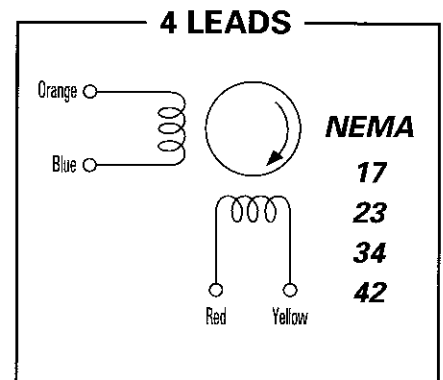 4 LEADS
Orange
Blue
NEMA
17
23
34
42
Red Yellow